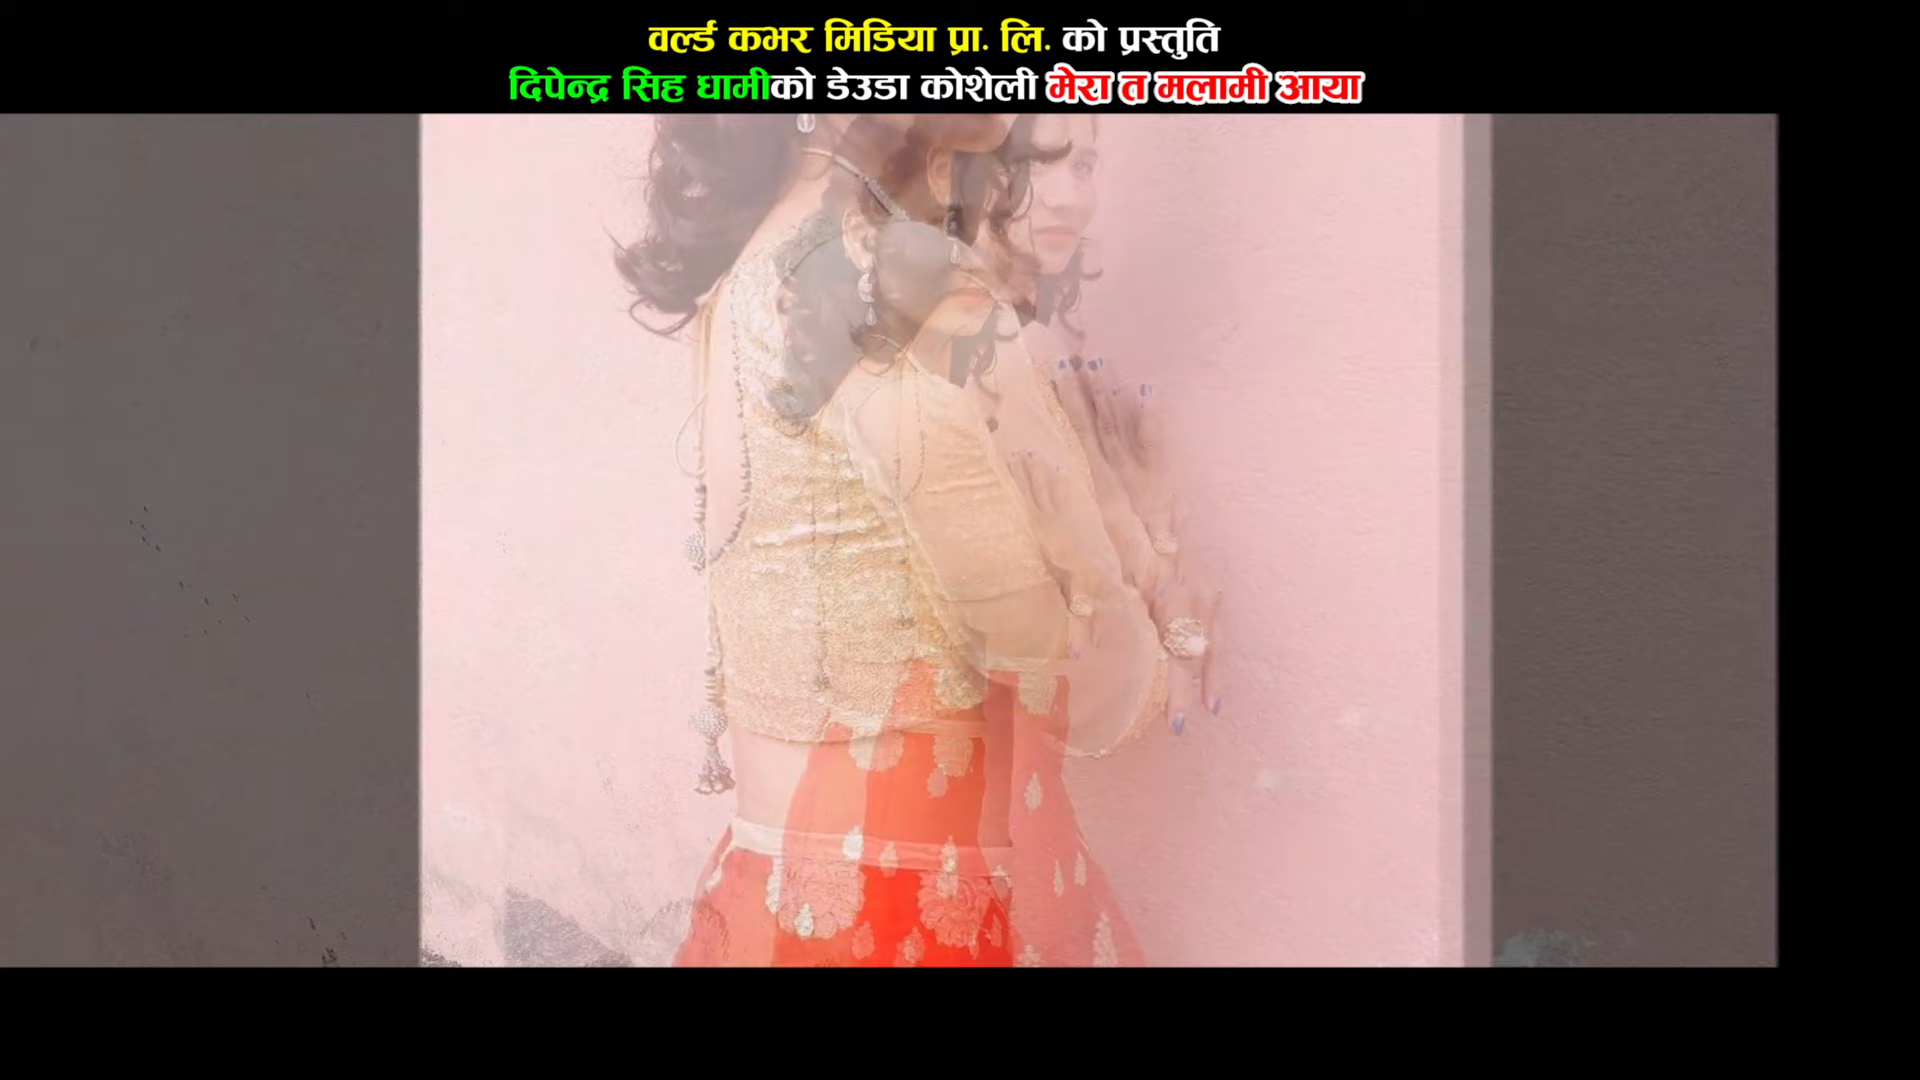 वर्ल्ड कभर मिडिया प्रा. लि. को प्रस्तुति
दिपेन्द्र सिह धामीको डेउडा कोशेली मेरा त मलामी आया